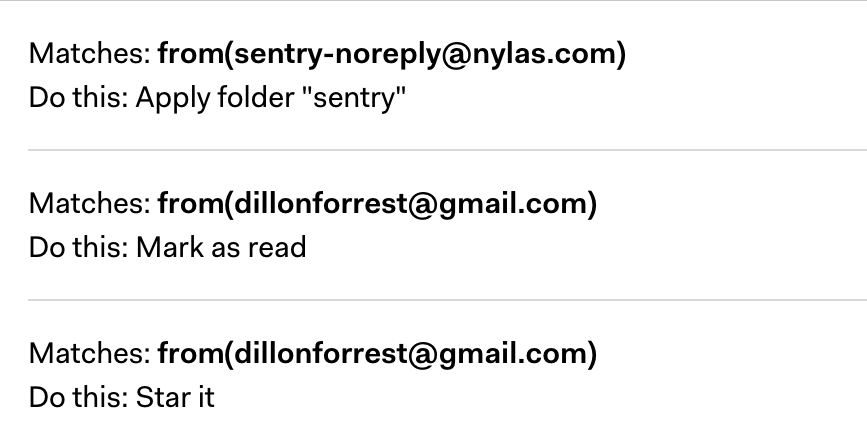 Matches: from(sentry-noreply@nylas.com)
Do this: Apply folder "sentry"
Matches: from(dillonforrest@gmail.com)
Do this: Mark as read
Matches: from(dillonforrest@gmail.com)
Do this: Star it